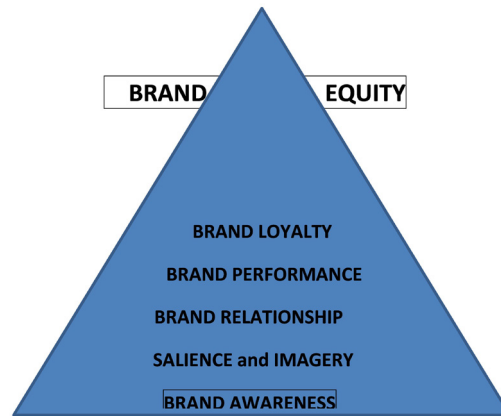 BRAND EQUITY
BRAND LOYALTY
BRAND PERFORMANCE
BRAND RELATIONSHIP
SALIENCE and IMAGERY
BRAND AWARENESS